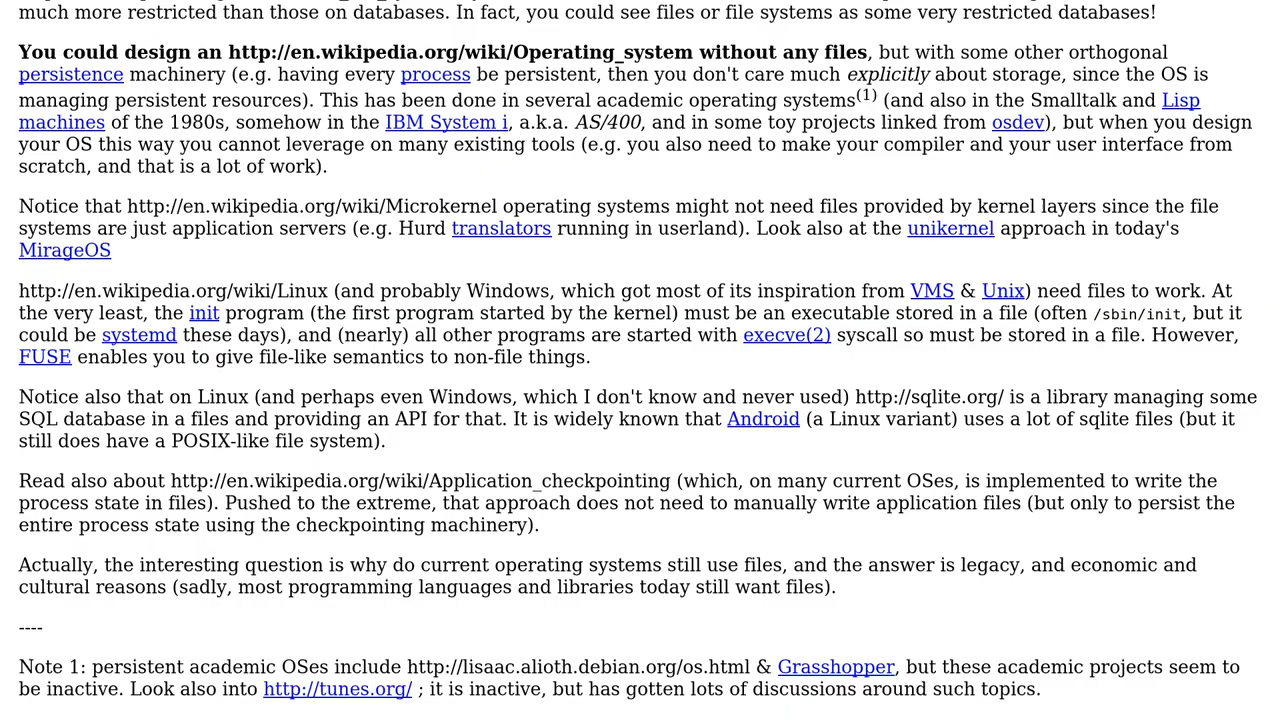 much more restricted than those on databases. In fact, you could see files or file systems as some very restricted databases!
You could design an http://en.wikipedia.org/wiki/Operating_system without any files, but with some other orthogonal
persistence machinery (e.g. having every process be persistent, then you don't care much explicitly about storage, since the OS is
managing persistent resources). This has been done in several academic operating systems(1) (and also in the Smalltalk and Lisp
machines of the 1980s, somehow in the IBM System i, a.k.a. AS/400, and in some toy projects linked from osdev), but when you design
your OS this way you cannot leverage on many existing tools (e.g. you also need to make your compiler and your user interface from
scratch, and that is a lot of work).
Notice that http://en.wikipedia.org/wiki/Microkernel operating systems might not need files provided by kernel layers since the file
systems are just application servers (e.g. Hurd translators running in userland). Look also at the unikernel approach in today's
MirageOS
http://en.wikipedia.org/wiki/Linux (and probably Windows, which got most of its inspiration from VMS & Unix) need files to work. At
the very least, the init program (the first program started by the kernel) must be an executable stored in a file (often /sbin/init, but it
could be systemd these days), and (nearly) all other programs are started with execve(2) syscall so must be stored in a file. However,
FUSE enables you to give file-like semantics to non-file things.
Notice also that on Linux (and perhaps even Windows, which I don't know and never used) http://sqlite.org/ is a library managing some
SQL database in a files and providing an API for that. It is widely known that Android (a Linux variant) uses a lot of sqlite files (but it
still does have a POSIX-like file system).
Read also about http://en.wikipedia.org/wiki/Application_checkpointing (which, on many current OSes, is implemented to write the
process state in files). Pushed to the extreme, that approach does not need to manually write application files (but only to persist the
entire process state using the checkpointing machinery).
Actually, the interesting question is why do current operating systems still use files, and the answer is legacy, and economic and
cultural reasons (sadly, most programming languages and libraries today still want files).
----
Note 1: persistent academic OSes include http://lisaac.alioth.debian.org/os.html & Grasshopper, but these academic projects seem to
be inactive. Look also into http://tunes.org/ ; it is inactive, but has gotten lots of discussions around such topics.